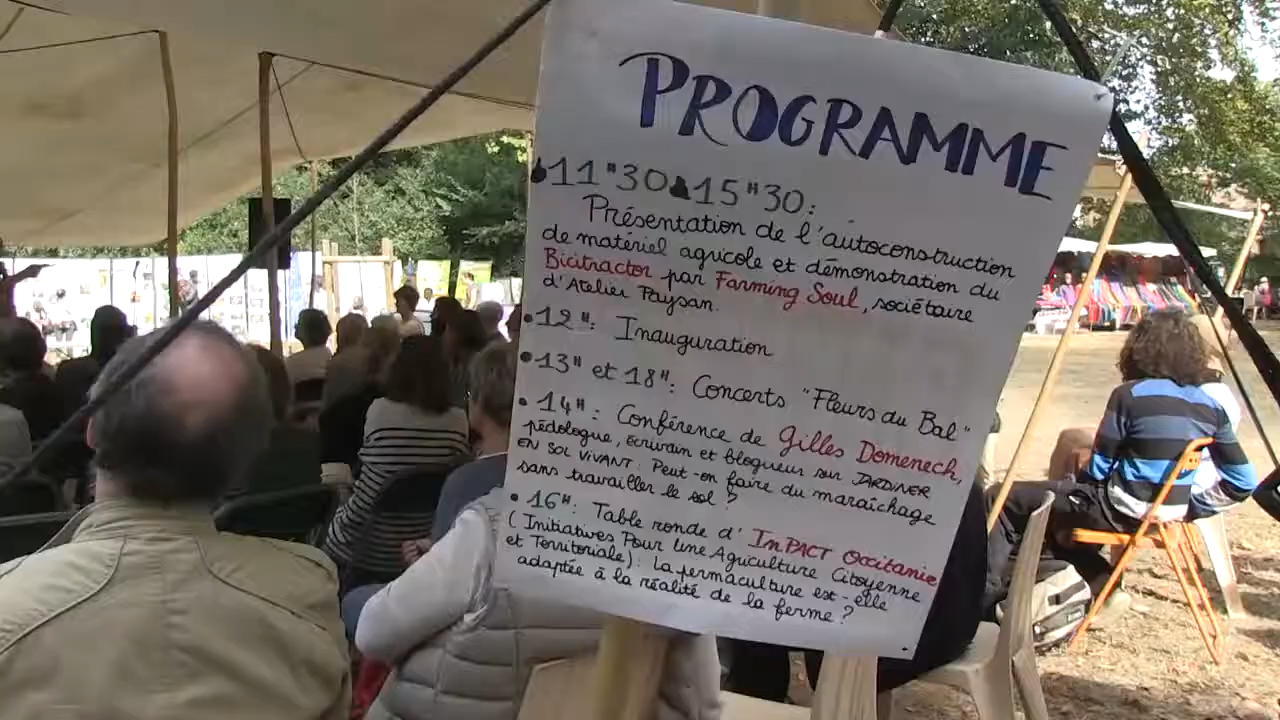 PROGRAMME
• 11H30 à 15H30 :
Présentation de l'autoconstruction
de matériel agricole et démonstration du
Bicitractor par Farming Soul, sociétaire
d'Atelier Paysan.
• 12H : Inauguration
• 13H et 18H : Concerts "Fleurs du Bal"
• 14H : Conférence de Gilles Domenech,
pédologue, écrivain et blogueur sur JARDINER
EN SOL VIVANT : Peut-on faire du maraîchage
sans travailler le sol ?
• 16H : Table ronde d'InPACT Occitanie
(Initiatives Pour Une Agriculture Citoyenne
et Territoriale) : La permaculture est-elle
adaptée à la réalité de la ferme ?